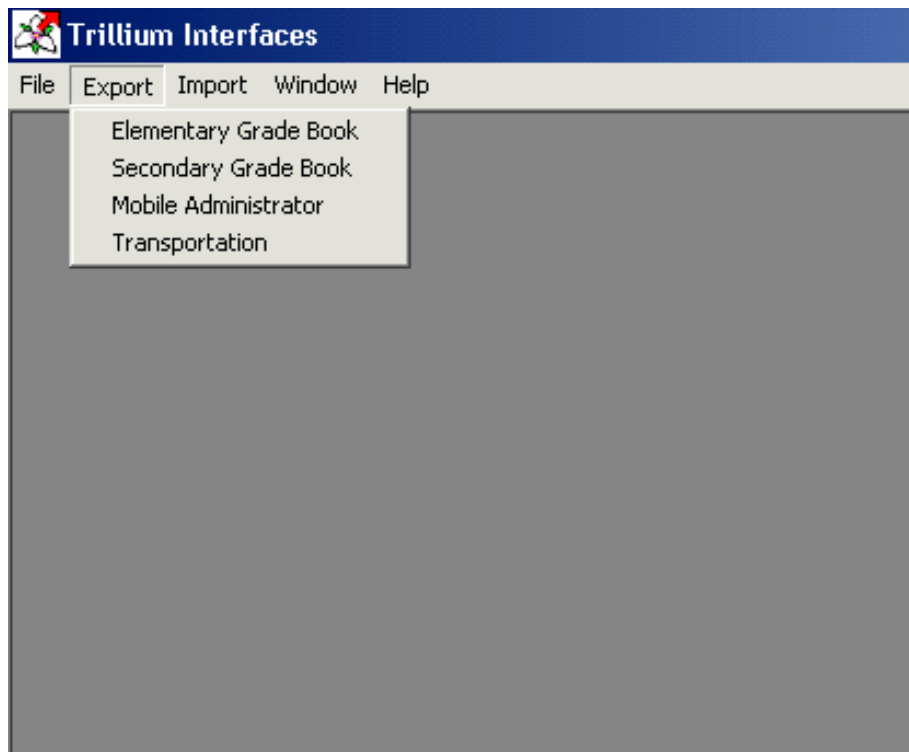 Trillium Interfaces
File Export Import Window Help
Elementary Grade Book
Secondary Grade Book
Mobile Administrator
Transportation